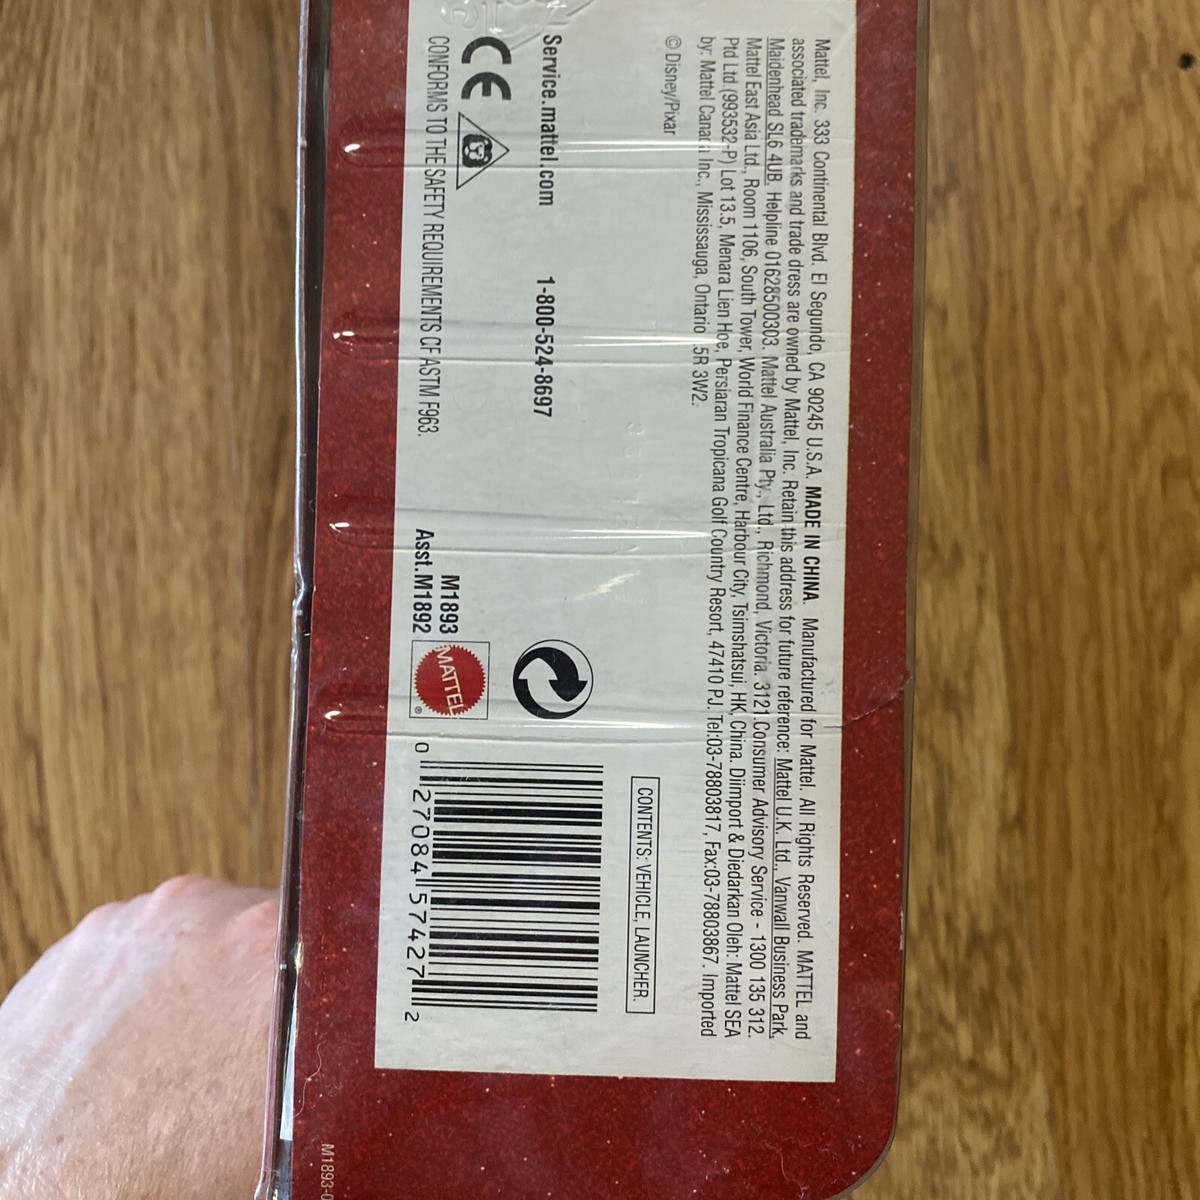 Mattel, Inc. 333 Continental Blvd. El Segundo, CA 90245 U.S.A. MADE IN CHINA. Manufactured for Mattel. All Rights Reserved. MATTEL and
associated trademarks and trade dress are owned by Mattel, Inc. Retain this address for future reference: Mattel U.K. Ltd., Vanwall Business Park,
Maidenhead SL6 4UB. Helpline 01628500303. Mattel Australia Pty., Ltd., Richmond, Victoria. 3121.Consumer Advisory Service - 1300 135 312.
Mattel East Asia Ltd., Room 1106, South Tower, World Finance Centre, Harbour City, Tsimshatsui, HK, China. Diimport & Diedarkan Oleh: Mattel SEA
Ptd Ltd.(993532-P) Lot 13.5, Menara Lien Hoe, Persiaran Tropicana Golf Country Resort, 47410 PJ. Tel:03-78803817, Fax:03-78803867. Imported
by: Mattel Canada Inc., Mississauga, Ontario 5R 3W2.
© Disney/Pixar
CONTENTS: VEHICLE, LAUNCHER.
Service.mattel.com 1-800-524-8697
CE
CONFORMS TO THE SAFETY REQUIREMENTS OF ASTM F963.
M1893
Asst.M1892
MATTEL
®
0 27084 57427 2
M1893-0